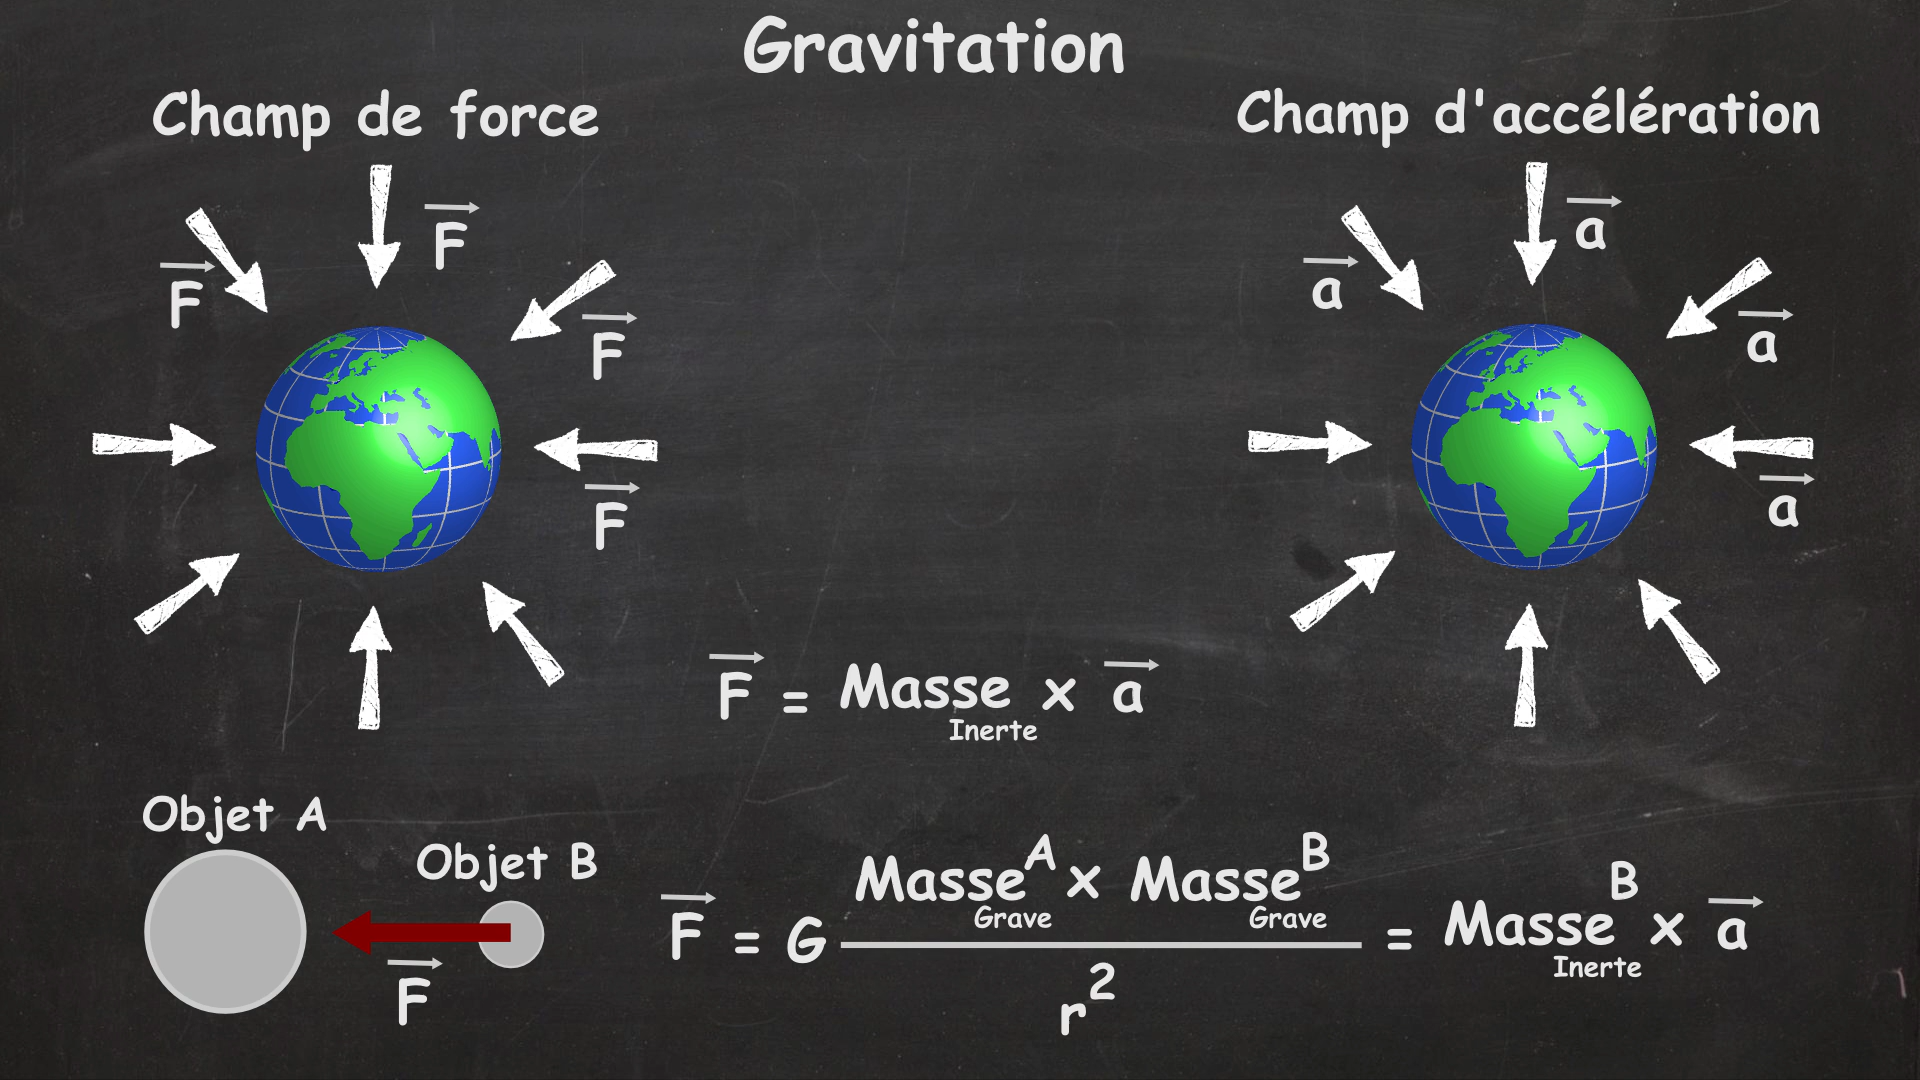 Gravitation
Champ de force
Champ d'accélération
F
F
F
F
a
a
a
a
F = Masse Inerte x a
Objet A
Objet B
F
F = G Masse A Grave x Masse B Grave / r 2 = Masse B Inerte x a